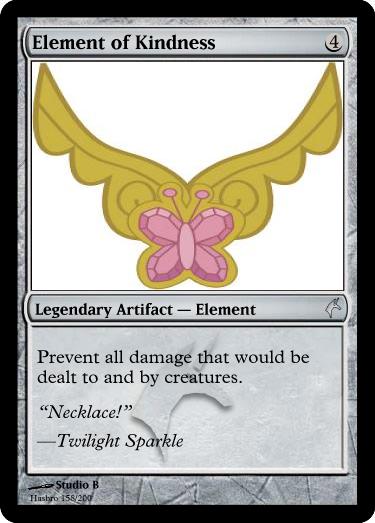 Element of Kindness 4
Legendary Artifact — Element
Prevent all damage that would be
dealt to and by creatures.
“Necklace!”
—Twilight Sparkle
Studio B
Hasbro 158/200